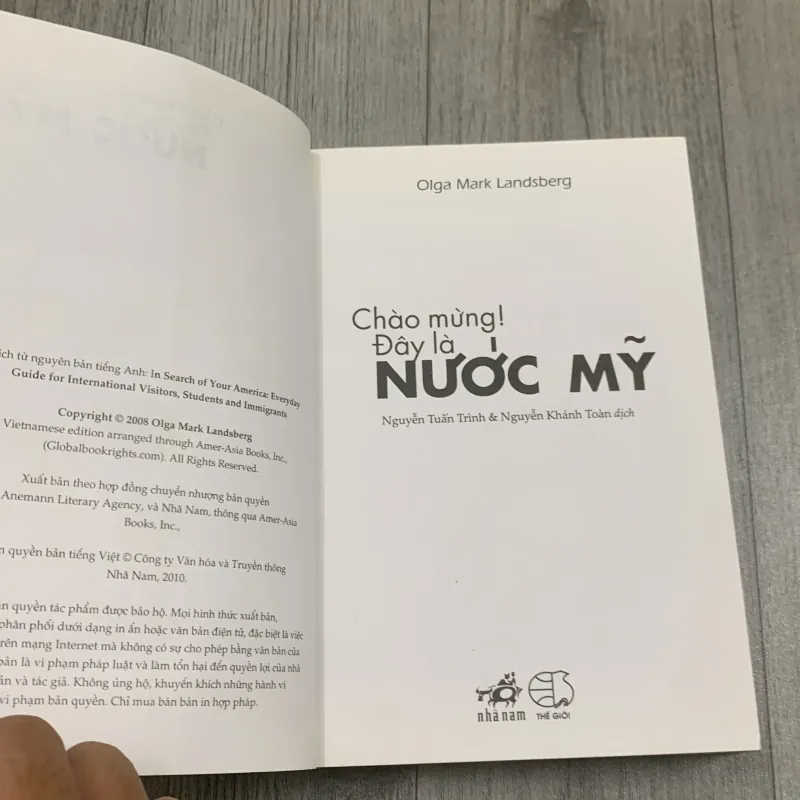 ịch từ nguyên bản tiếng Anh: In Search of Your America: Everyday
Guide for International Visitors, Students and Immigrants
Copyright © 2008 Olga Mark Landsberg
Vietnamese edition arranged through Amer-Asia Books, Inc.,
(Globalbookrights.com). All Rights Reserved.
Xuất bản theo hợp đồng chuyển nhượng bản quyền
Anemann Literary Agency, và Nhã Nam, thông qua Amer-Asia
Books, Inc.,
quyền bản tiếng Việt © Công ty Văn hóa và Truyền thông
Nhã Nam, 2010.
quyền tác phẩm được bảo hộ. Mọi hình thức xuất bản,
phân phối dưới dạng in ấn hoặc văn bản điện tử, đặc biệt là việc
trên mạng Internet mà không có sự cho phép bằng văn bản của
bản là vi phạm pháp luật và làm tổn hại đến quyền lợi của nhà
và tác giả. Không ủng hộ, khuyến khích những hành vi
vi phạm bản quyền. Chỉ mua bán bản in hợp pháp.
Olga Mark Landsberg
Chào mừng!
Đây là
NƯỚC MỸ
Nguyễn Tuấn Trình & Nguyễn Khánh Toàn dịch
nhã nam
THẾ GIỚI